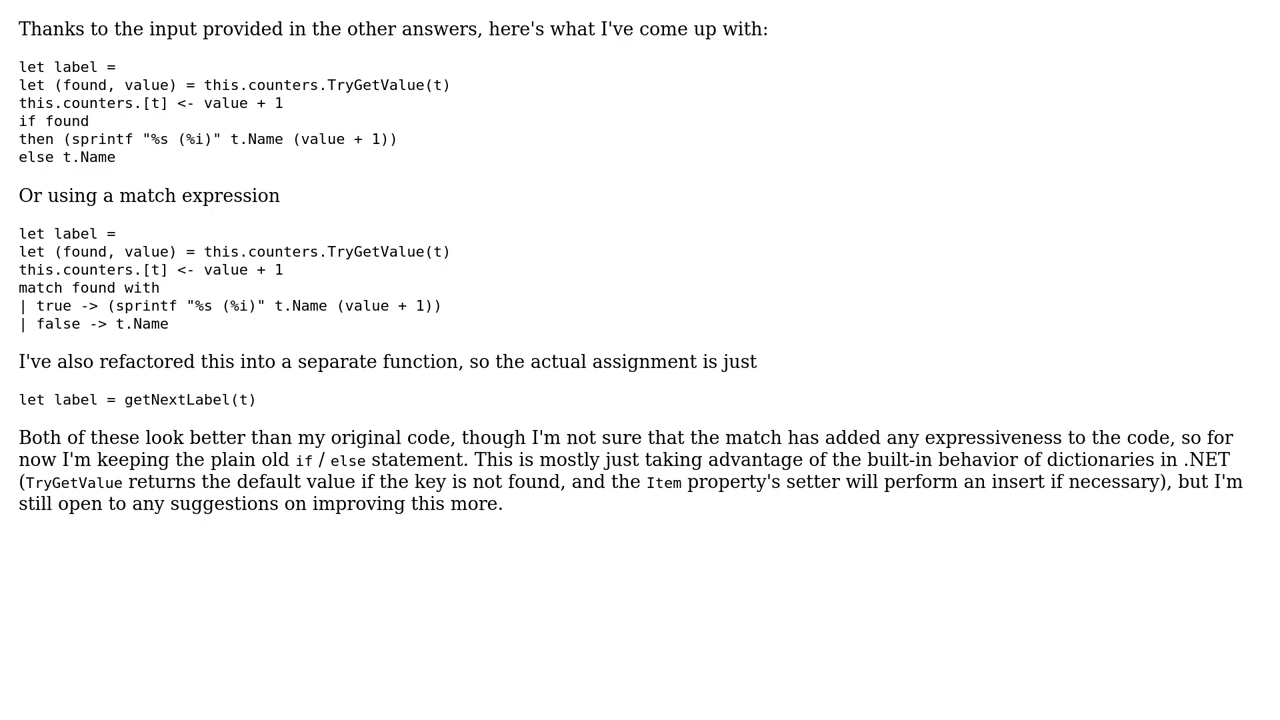 Thanks to the input provided in the other answers, here's what I've come up with:
let label =
let (found, value) = this.counters.TryGetValue(t)
this.counters.[t] <- value + 1
if found
then (sprintf "%s (%i)" t.Name (value + 1))
else t.Name
Or using a match expression
let label =
let (found, value) = this.counters.TryGetValue(t)
this.counters.[t] <- value + 1
match found with
| true -> (sprintf "%s (%i)" t.Name (value + 1))
| false -> t.Name
I've also refactored this into a separate function, so the actual assignment is just
let label = getNextLabel(t)
Both of these look better than my original code, though I'm not sure that the match has added any expressiveness to the code, so for
now I'm keeping the plain old if / else statement. This is mostly just taking advantage of the built-in behavior of dictionaries in .NET
(TryGetValue returns the default value if the key is not found, and the Item property's setter will perform an insert if necessary), but I'm
still open to any suggestions on improving this more.